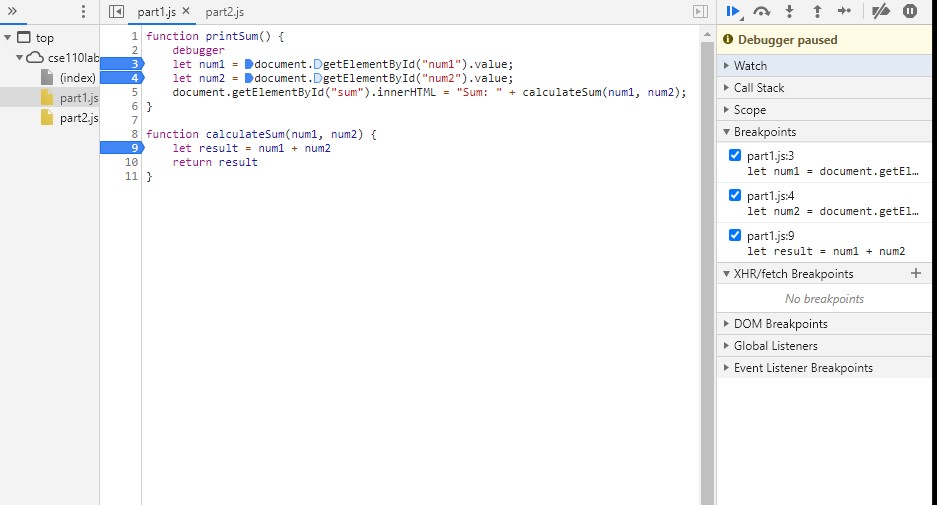 »
part1.js ×
part2.js
top
cse110lab
(index)
part1.js
part2.js
1 function printSum() {
2 debugger
3 let num1 = document.getElementById("num1").value;
4 let num2 = document.getElementById("num2").value;
5 document.getElementById("sum").innerHTML = "Sum: " + calculateSum(num1, num2);
6 }
7
8 function calculateSum(num1, num2) {
9 let result = num1 + num2
10 return result
11 }
Debugger paused
Watch
Call Stack
Scope
Breakpoints
part1.js:3
let num1 = document.getEl…
part1.js:4
let num2 = document.getEl…
part1.js:9
let result = num1 + num2
XHR/fetch Breakpoints +
No breakpoints
DOM Breakpoints
Global Listeners
Event Listener Breakpoints